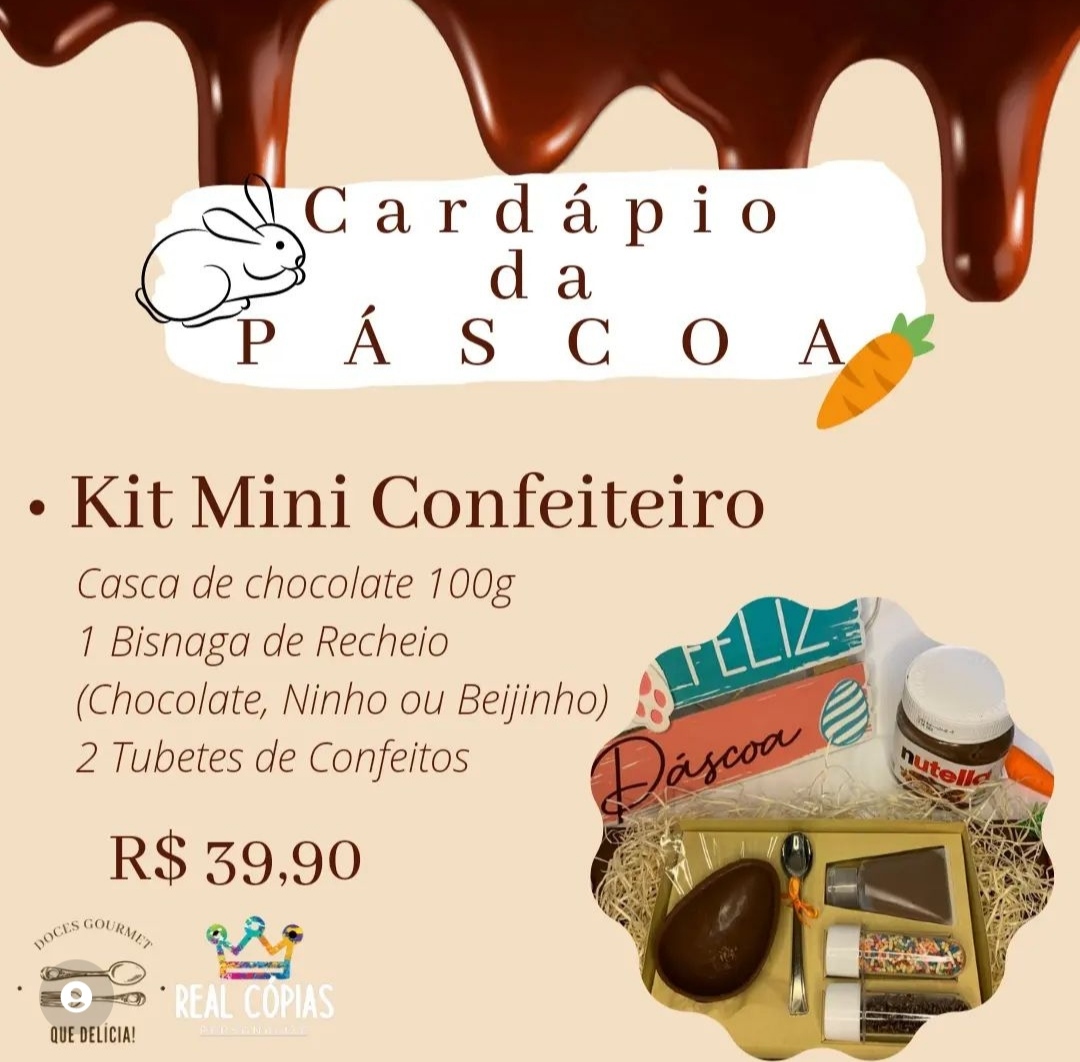 Cardápio
da
PÁSCOA
• Kit Mini Confeiteiro
Casca de chocolate 100g
1 Bisnaga de Recheio
(Chocolate, Ninho ou Beijinho)
2 Tubetes de Confeitos
R$ 39,90
FELIZ
Páscoa
nutella
DOCES GOURMET
QUE DELÍCIA!
REAL CÓPIAS